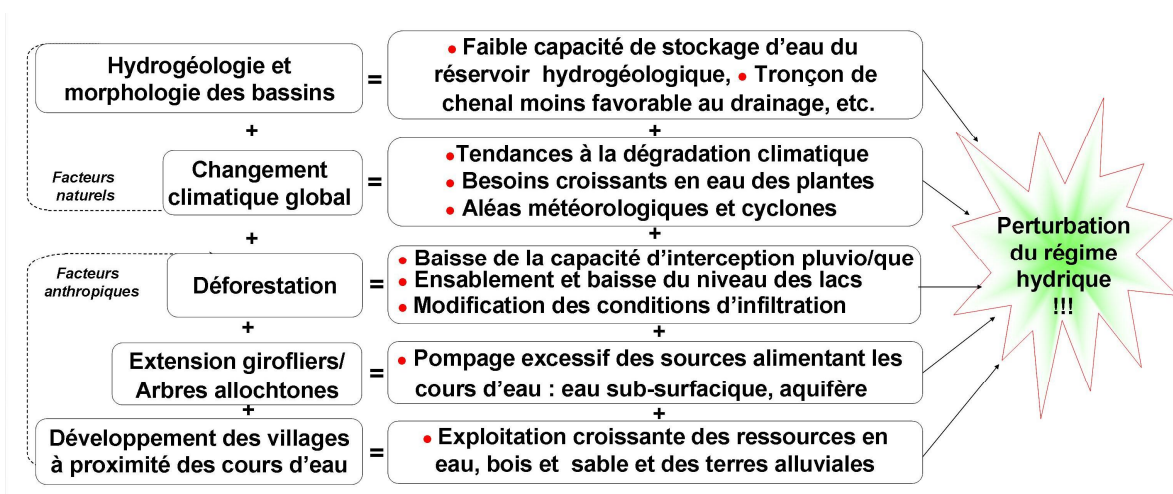 Hydrogéologie et
morphologie des bassins
=
• Faible capacité de stockage d'eau du
réservoir hydrogéologique, • Tronçon de
chenal moins favorable au drainage, etc.
+
+
Facteurs
naturels
Changement
climatique global
=
•Tendances à la dégradation climatique
• Besoins croissants en eau des plantes
• Aléas météorologiques et cyclones
+
+
Facteurs
anthropiques
Déforestation
=
• Baisse de la capacité d'interception pluvio/que
• Ensablement et baisse du niveau des lacs
• Modification des conditions d'infiltration
+
+
Extension girofliers/
Arbres allochtones
=
• Pompage excessif des sources alimentant les
cours d'eau : eau sub-surfacique, aquifère
+
+
Développement des villages
à proximité des cours d'eau
=
• Exploitation croissante des ressources en
eau, bois et sable et des terres alluviales
Perturbation
du régime
hydrique
!!!